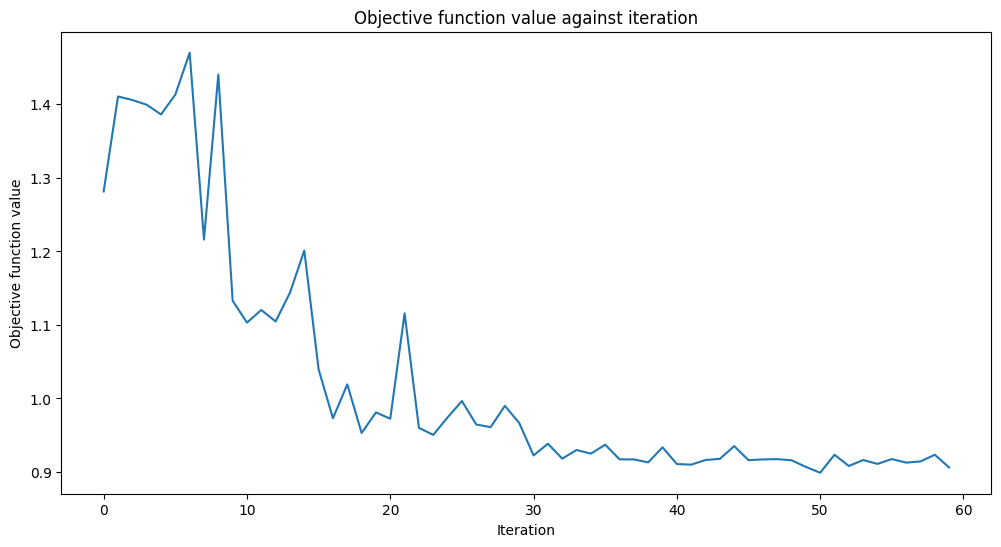 Objective function value against iteration
Objective function value
1.4
1.3
1.2
1.1
1.0
0.9
0 10 20 30 40 50 60
Iteration